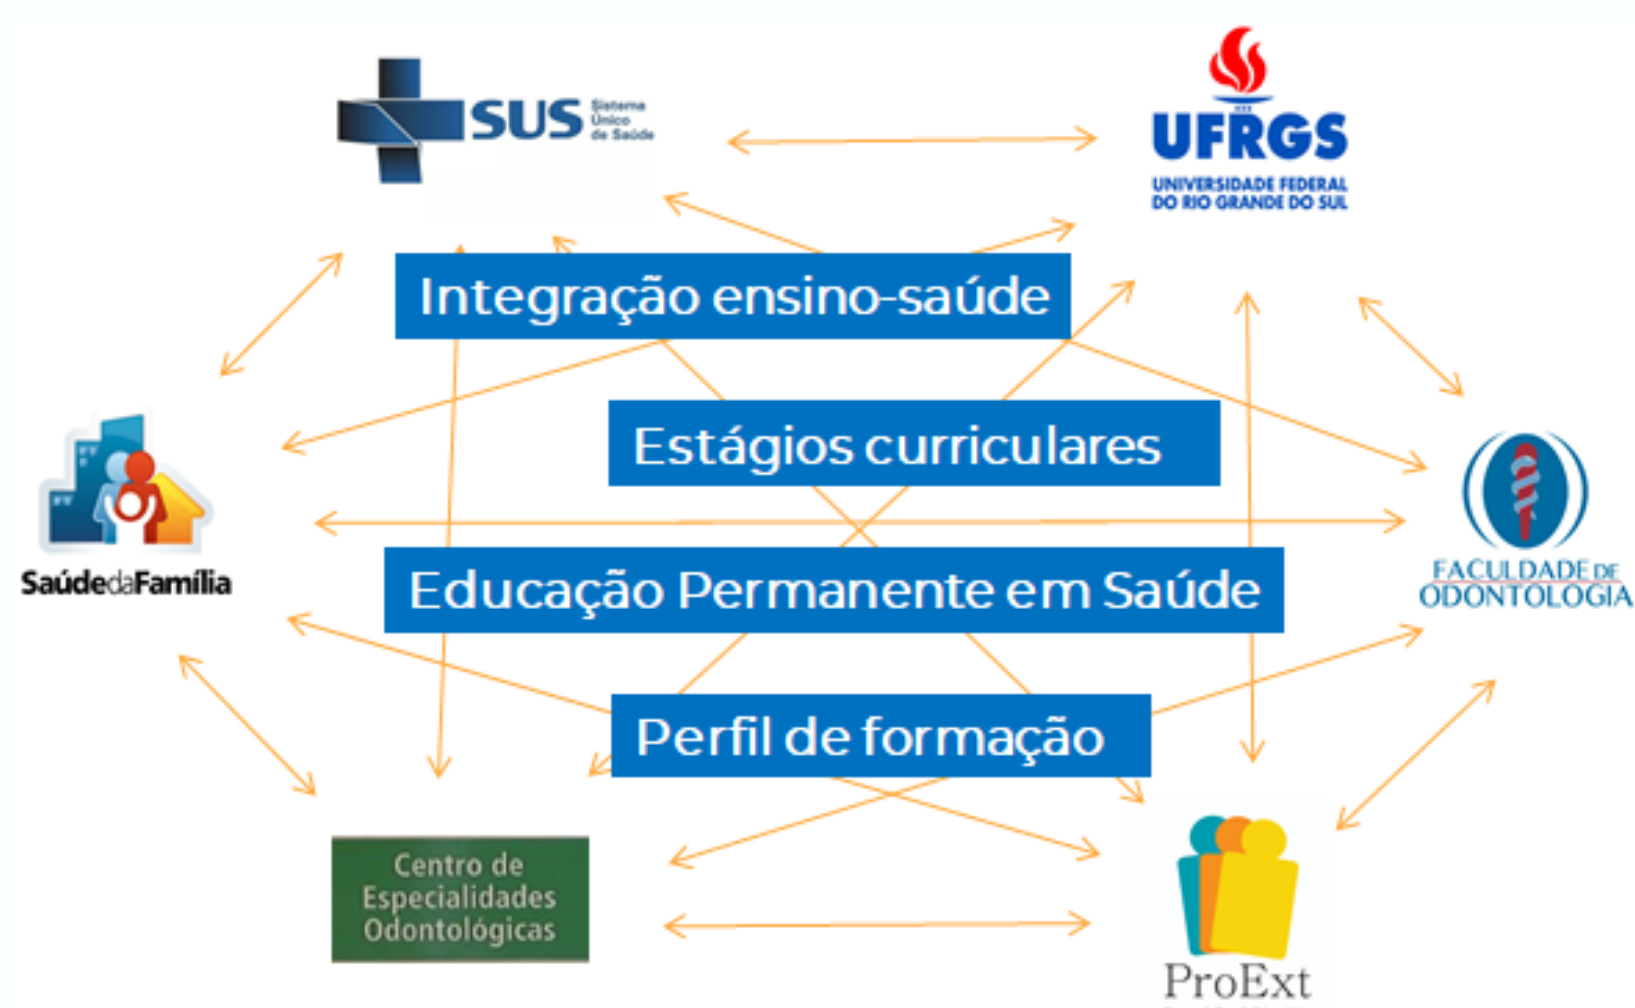 SUS
Sistema
Único
de Saúde
UFRGS
UNIVERSIDADE FEDERAL
DO RIO GRANDE DO SUL
Integração ensino-saúde
Estágios curriculares
SaúdedaFamília
FACULDADE DE
ODONTOLOGIA
Educação Permanente em Saúde
Perfil de formação
Centro de
Especialidades
Odontológicas
ProExt